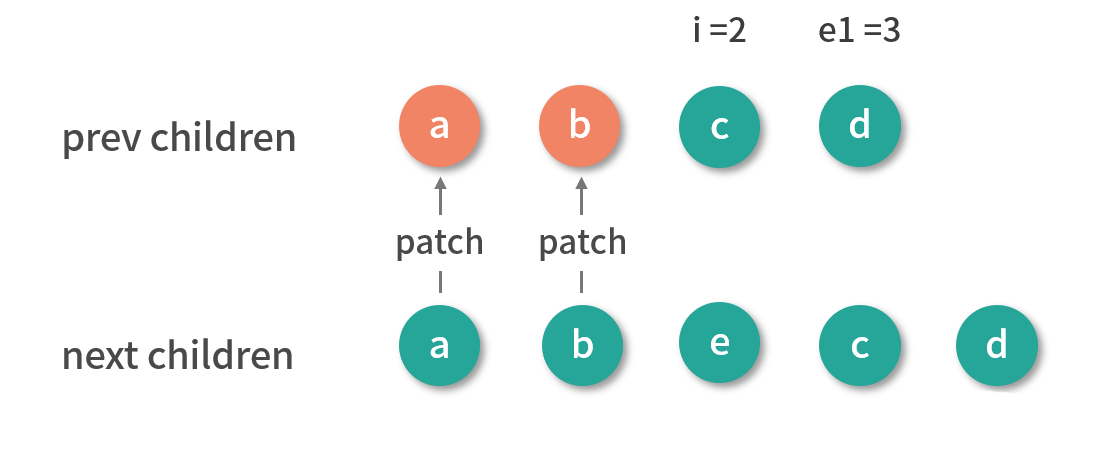 i =2 e1 =3
prev children a b c d
patch patch
next children a b e c d